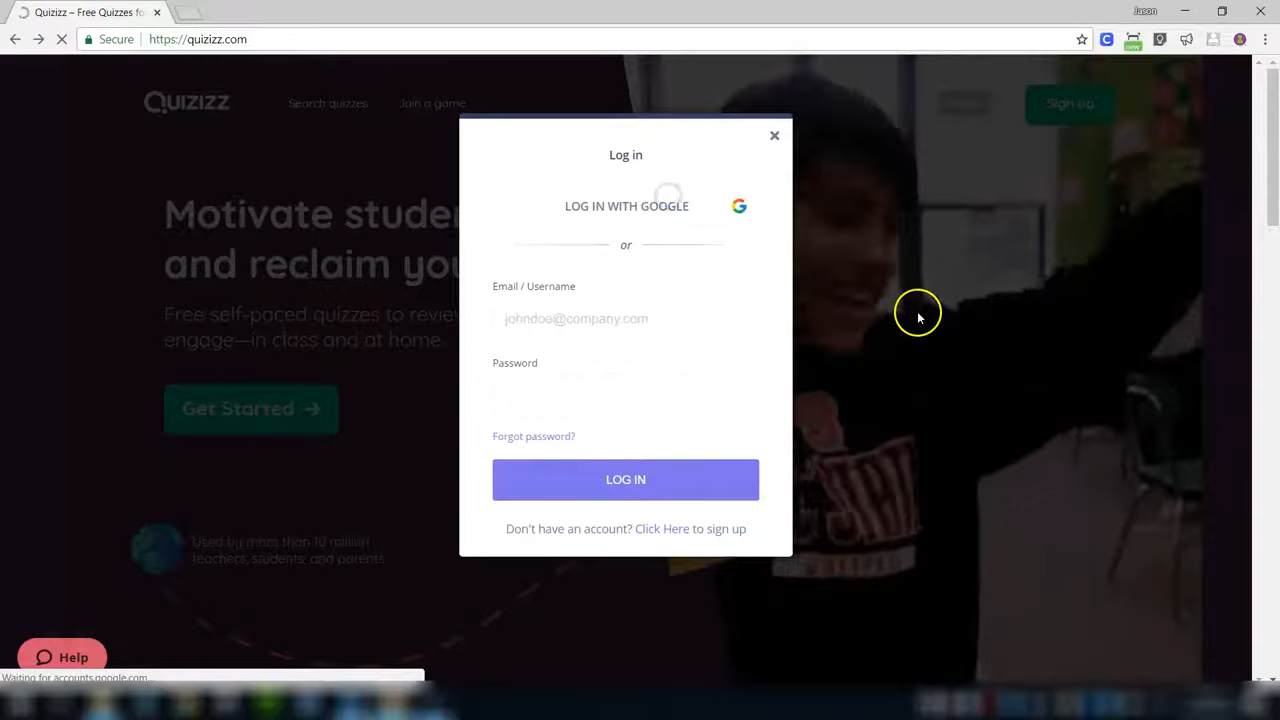 Quizizz – Free Quizzes for
Jason
Secure
https://quizizz.com
new
Quizizz
Search quizzes
Join a game
Sign up
Log in
LOG IN WITH GOOGLE
or
Email / Username
johndoe@company.com
Password
Forgot password?
LOG IN
Don't have an account? Click Here to sign up
Motivate studen
and reclaim you
Free self-paced quizzes to review
engage—in class and at home.
Get Started →
Used by more than 10 million
teachers, students, and parents
Help
Waiting for accounts.google.com...